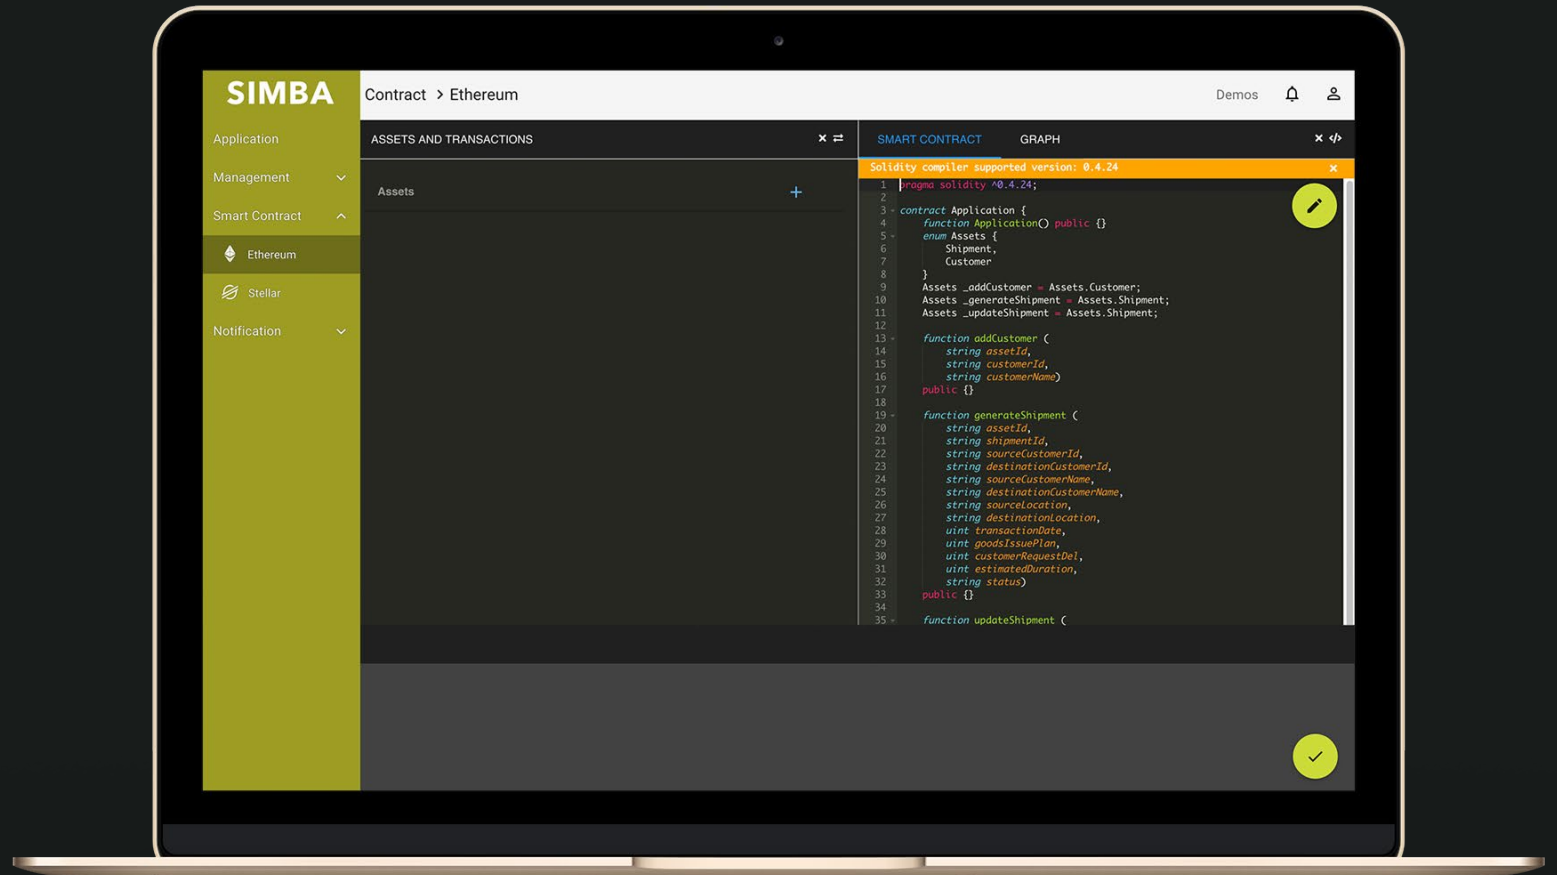 SIMBA
Application
Management
Smart Contract
Ethereum
Stellar
Notification
Contract > Ethereum
Demos
ASSETS AND TRANSACTIONS
Assets
SMART CONTRACT
GRAPH
Solidity compiler supported version: 0.4.24
1 pragma solidity ^0.4.24;
2
3 contract Application {
4 function Application() public {}
5 enum Assets {
6 Shipment,
7 Customer
8 }
9 Assets _addCustomer = Assets.Customer;
10 Assets _generateShipment = Assets.Shipment;
11 Assets _updateShipment = Assets.Shipment;
12
13 function addCustomer (
14 string assetId,
15 string customerId,
16 string customerName)
17 public {}
18
19 function generateShipment (
20 string assetId,
21 string shipmentId,
22 string sourceCustomerId,
23 string destinationCustomerId,
24 string sourceCustomerName,
25 string destinationCustomerName,
26 string sourceLocation,
27 string destinationLocation,
28 uint transactionDate,
29 uint goodsIssuePlan,
30 uint customerRequestDel,
31 uint estimatedDuration,
32 string status)
33 public {}
34
35 function updateShipment (